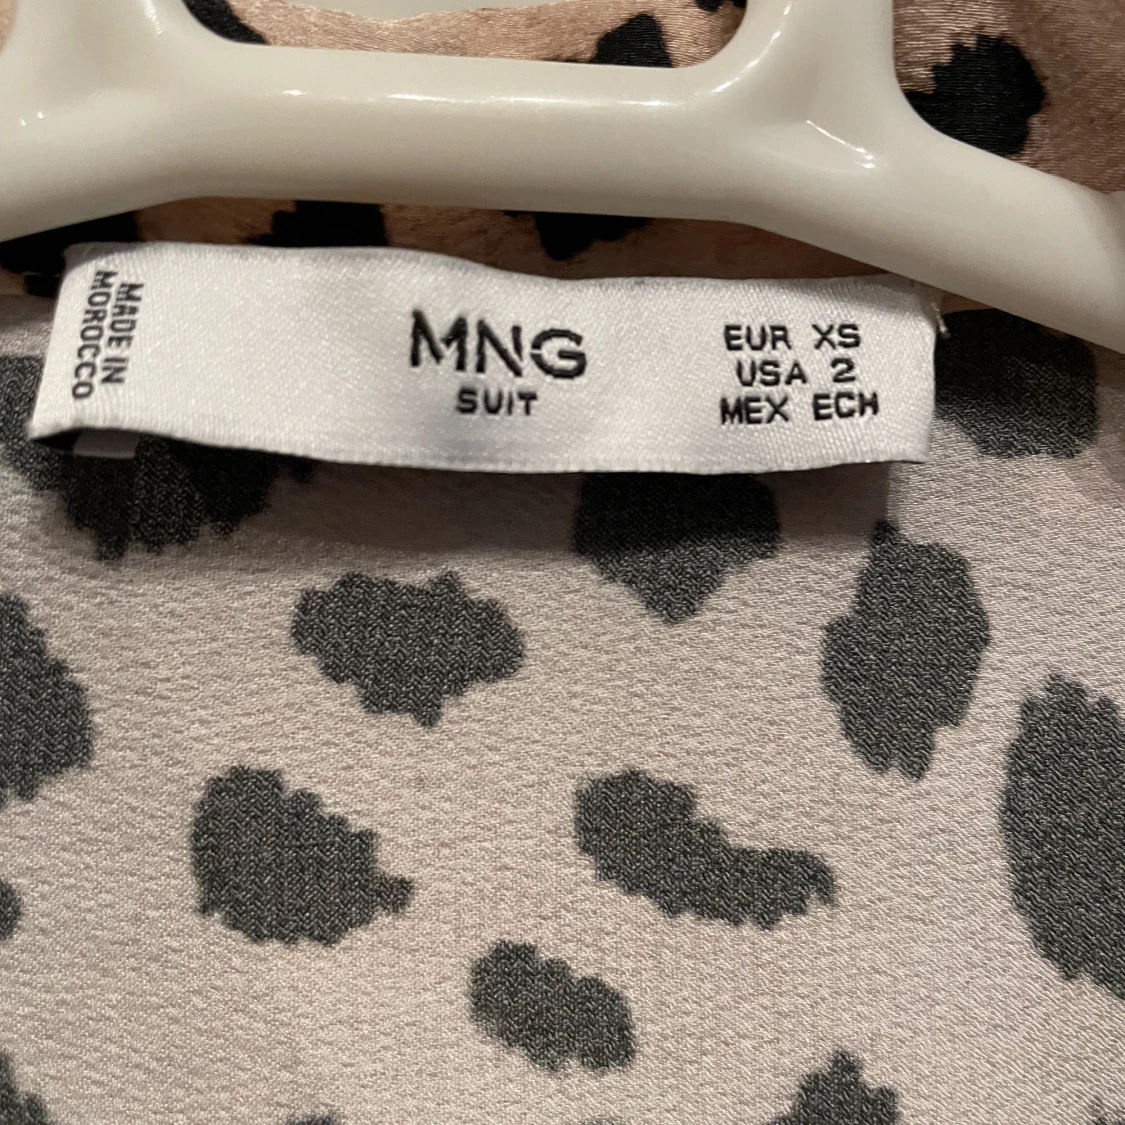 MADE IN
MOROCCO
MNG
SUIT
EUR XS
USA 2
MEX ECH